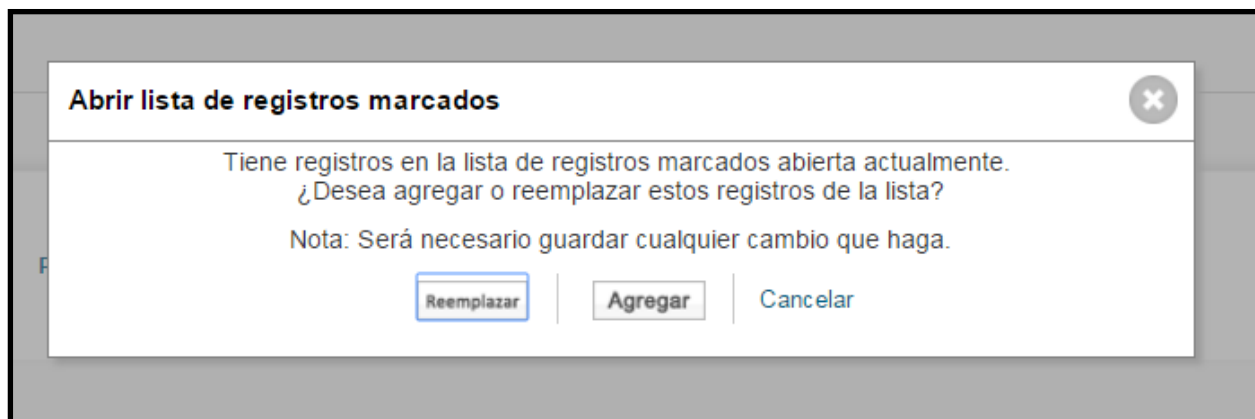 Abrir lista de registros marcados
Tiene registros en la lista de registros marcados abierta actualmente.
¿Desea agregar o reemplazar estos registros de la lista?
Nota: Será necesario guardar cualquier cambio que haga.
Reemplazar Agregar Cancelar